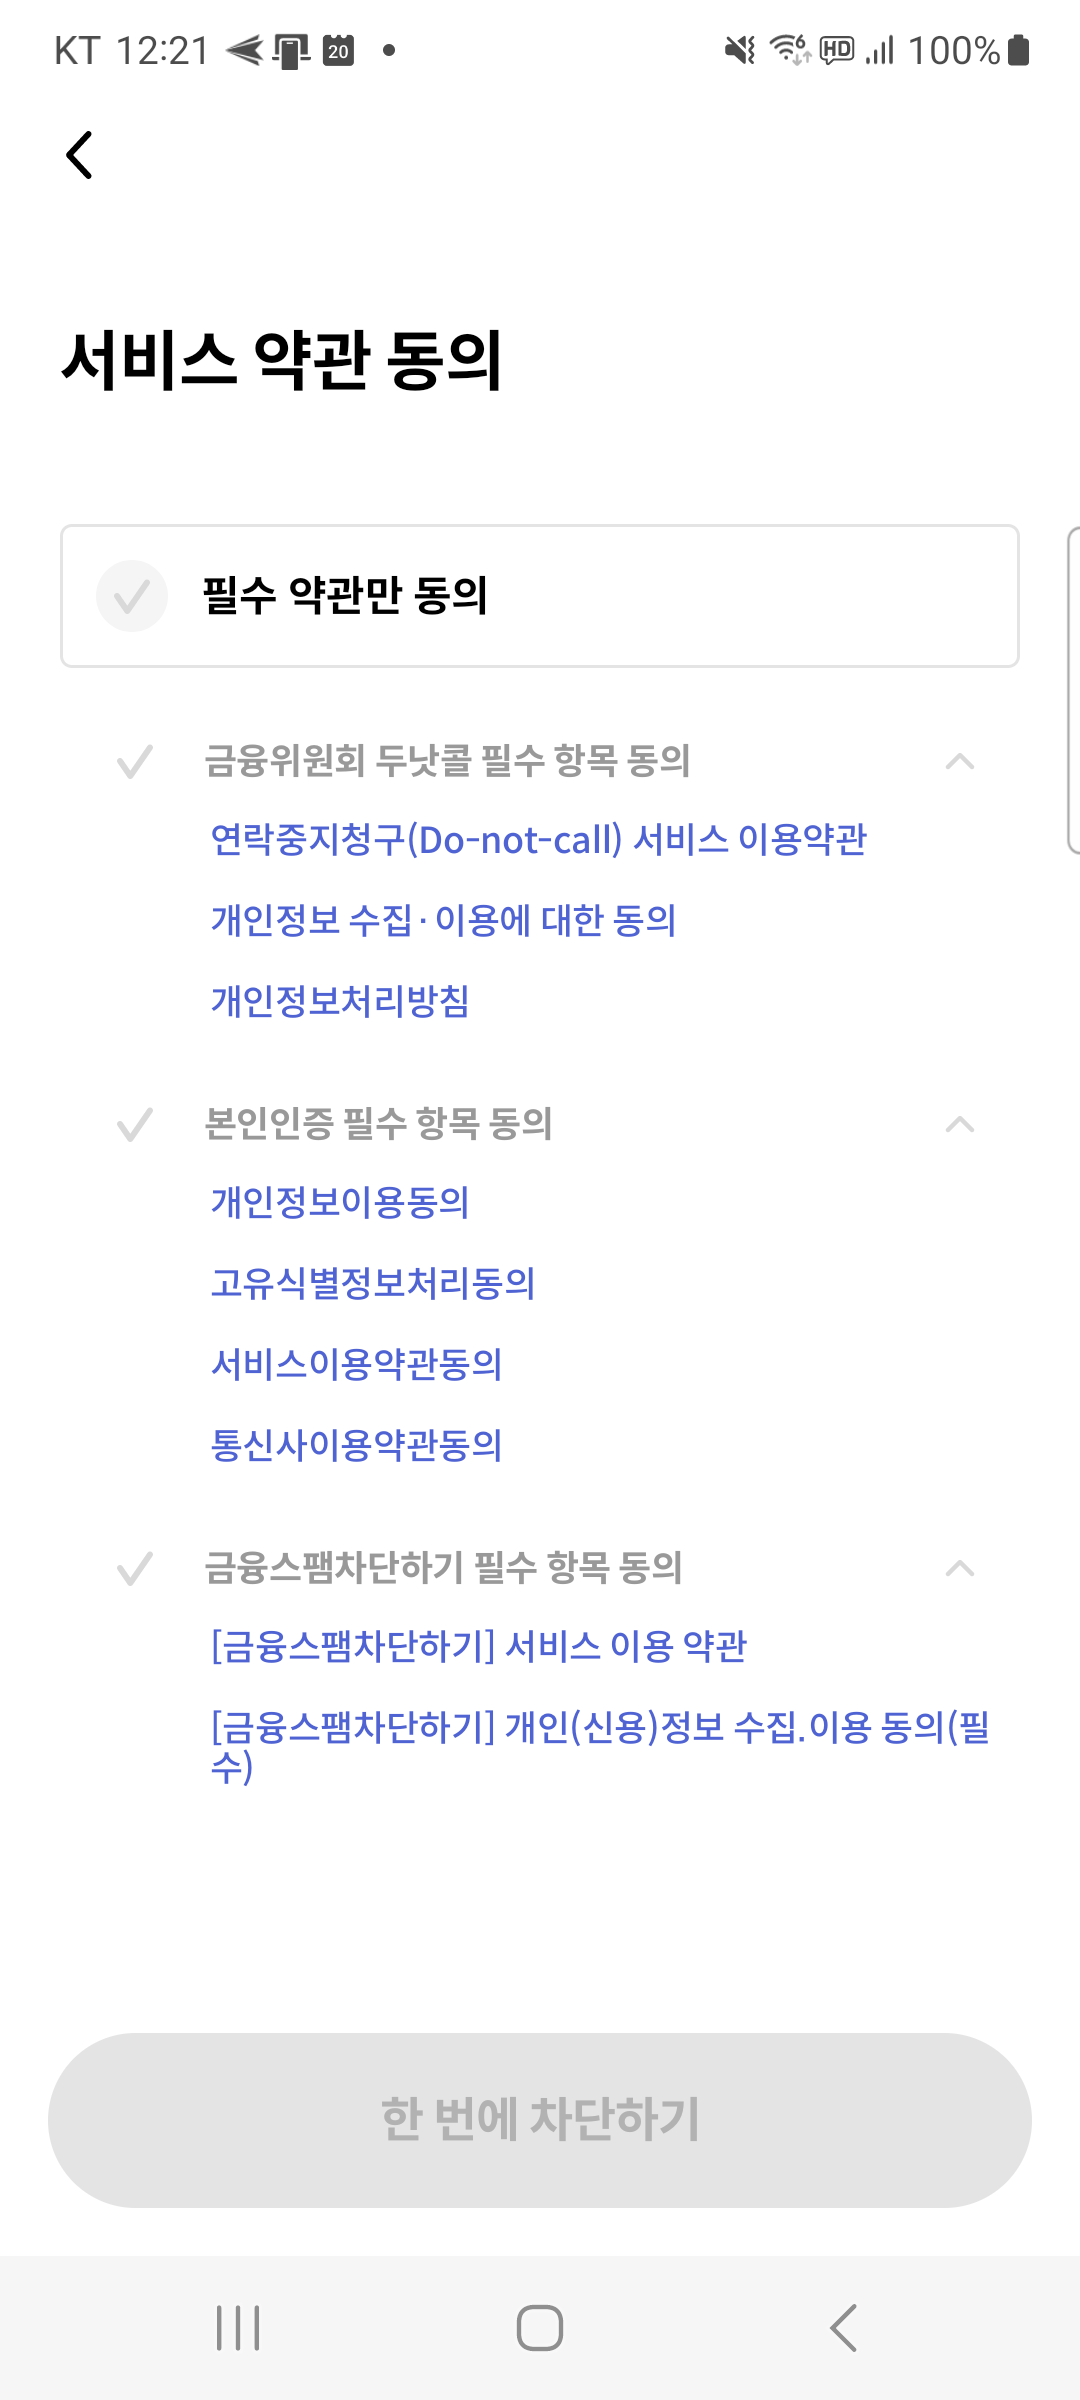 KT 12:21 20
HD 100%
서비스 약관 동의
필수 약관만 동의
금융위원회 두낫콜 필수 항목 동의
연락중지청구(Do-not-call) 서비스 이용약관
개인정보 수집·이용에 대한 동의
개인정보처리방침
본인인증 필수 항목 동의
개인정보이용동의
고유식별정보처리동의
서비스이용약관동의
통신사이용약관동의
금융스팸차단하기 필수 항목 동의
[금융스팸차단하기] 서비스 이용 약관
[금융스팸차단하기] 개인(신용)정보 수집.이용 동의(필
수)
한 번에 차단하기